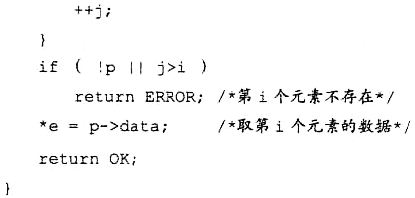 ++j;
}
if ( !p || j>i )
return ERROR; /*第 i 个元素不存在*/
*e = p->data; /*取第 i 个元素的数据*/
return OK;
}